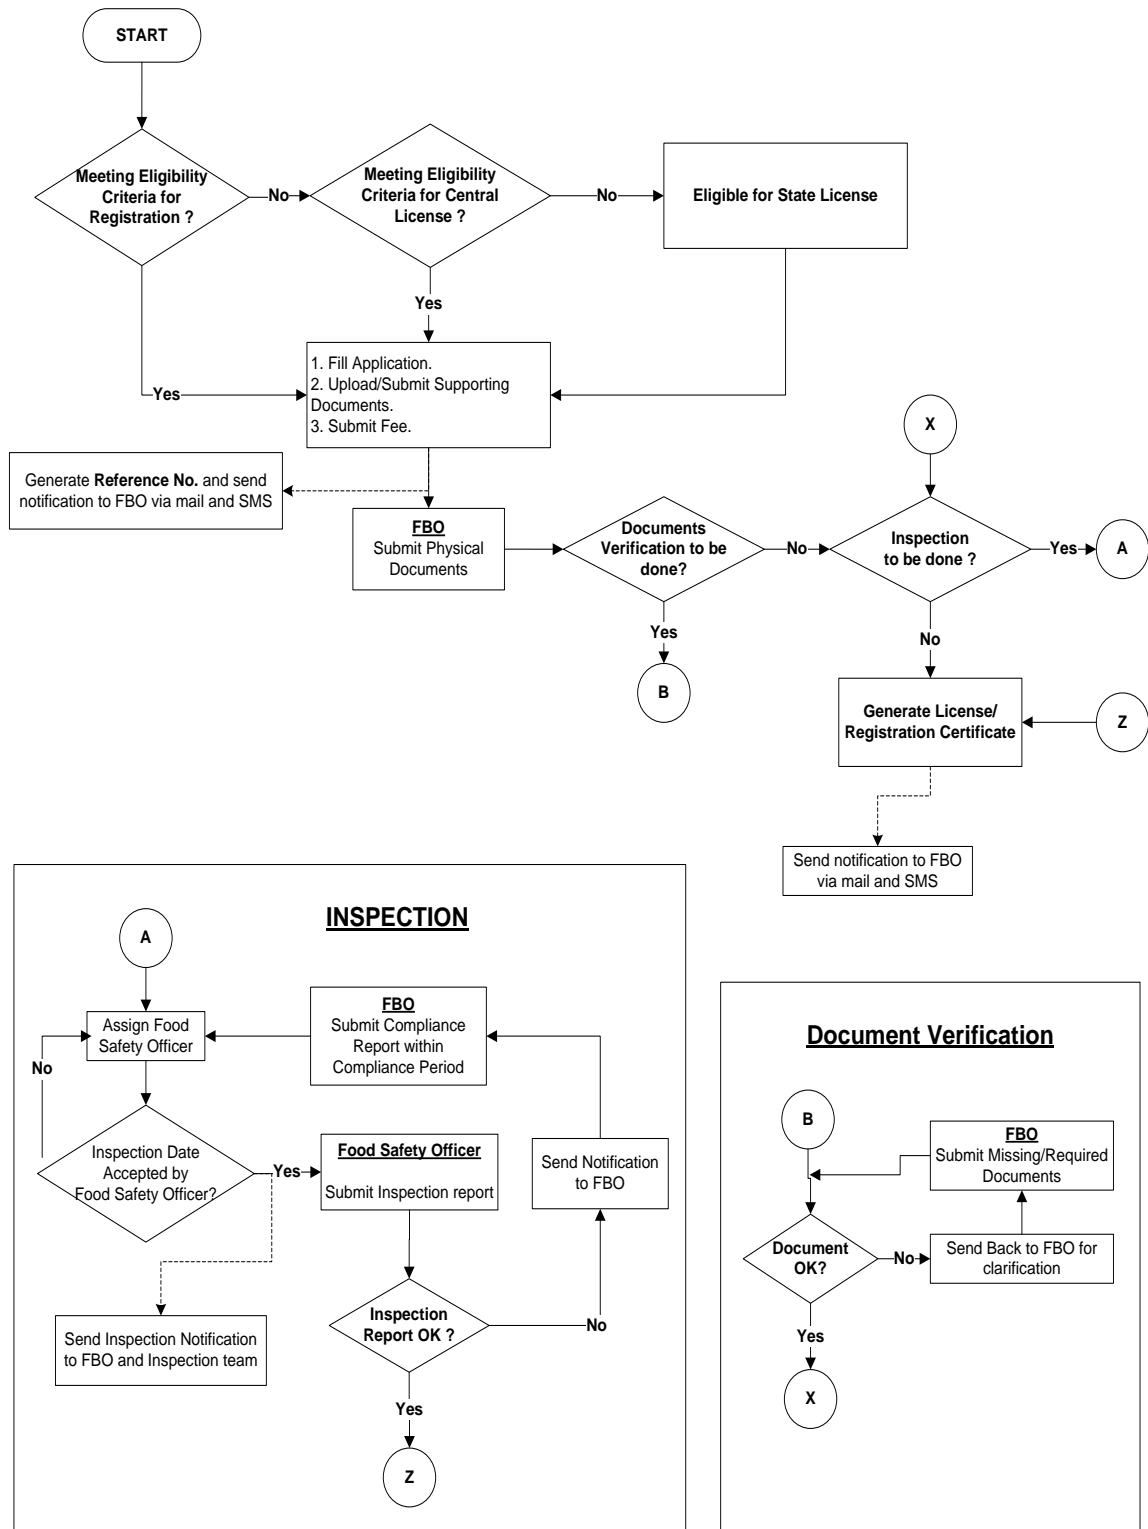 START
Meeting Eligibility
Criteria for
Registration ?
No
Meeting Eligibility
Criteria for Central
License ?
No
Eligible for State License
Yes
1. Fill Application.
2. Upload/Submit Supporting
Documents.
3. Submit Fee.
Yes
X
Generate Reference No. and send
notification to FBO via mail and SMS
FBO
Submit Physical
Documents
Documents
Verification to be
done?
No
Inspection
to be done ?
Yes
A
Yes
B
No
Generate License/
Registration Certificate
Z
Send notification to FBO
via mail and SMS
INSPECTION
A
Assign Food
Safety Officer
FBO
Submit Compliance
Report within
Compliance Period
No
Inspection Date
Accepted by
Food Safety Officer?
Yes
Food Safety Officer
Submit Inspection report
Send Notification
to FBO
Inspection
Report OK ?
No
Send Inspection Notification
to FBO and Inspection team
Yes
Z
Document Verification
B
FBO
Submit Missing/Required
Documents
Document
OK?
No
Send Back to FBO for
clarification
Yes
X